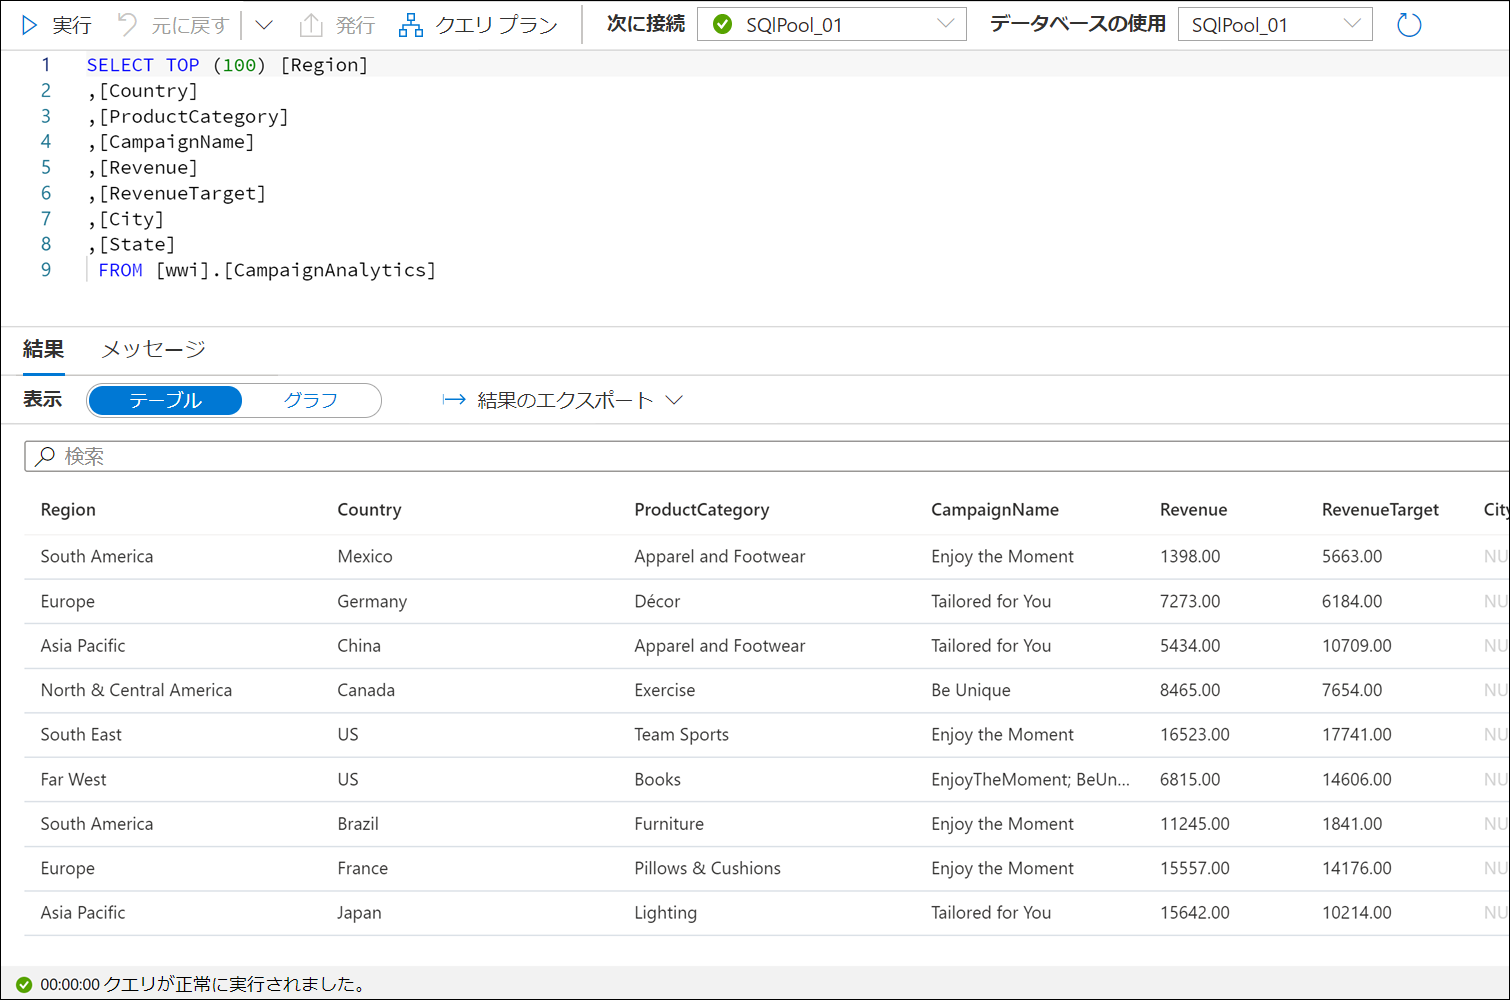 実行 元に戻す 発行 クエリ プラン 次に接続 SQlPool_01 データベースの使用 SQlPool_01
1 SELECT TOP (100) [Region]
2 ,[Country]
3 ,[ProductCategory]
4 ,[CampaignName]
5 ,[Revenue]
6 ,[RevenueTarget]
7 ,[City]
8 ,[State]
9 FROM [wwi].[CampaignAnalytics]
結果 メッセージ
表示 テーブル グラフ 結果のエクスポート
検索
Region Country ProductCategory CampaignName Revenue RevenueTarget City
South America Mexico Apparel and Footwear Enjoy the Moment 1398.00 5663.00 NU
Europe Germany Décor Tailored for You 7273.00 6184.00 NU
Asia Pacific China Apparel and Footwear Tailored for You 5434.00 10709.00 NU
North & Central America Canada Exercise Be Unique 8465.00 7654.00 NU
South East US Team Sports Enjoy the Moment 16523.00 17741.00 NU
Far West US Books EnjoyTheMoment; BeUn... 6815.00 14606.00 NU
South America Brazil Furniture Enjoy the Moment 11245.00 1841.00 NU
Europe France Pillows & Cushions Enjoy the Moment 15557.00 14176.00 NU
Asia Pacific Japan Lighting Tailored for You 15642.00 10214.00 NU
00:00:00 クエリが正常に実行されました。